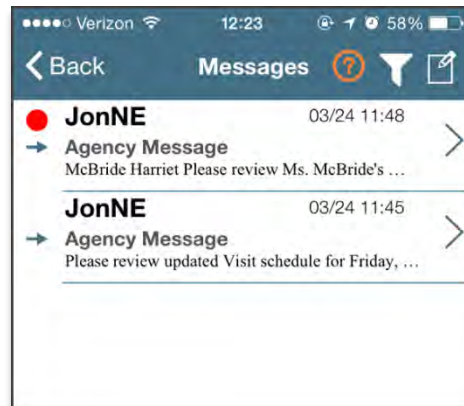 Verizon 12:23 58%
Back Messages ?
JonNE 03/24 11:48
Agency Message
McBride Harriet Please review Ms. McBride's ...
JonNE 03/24 11:45
Agency Message
Please review updated Visit schedule for Friday, ...